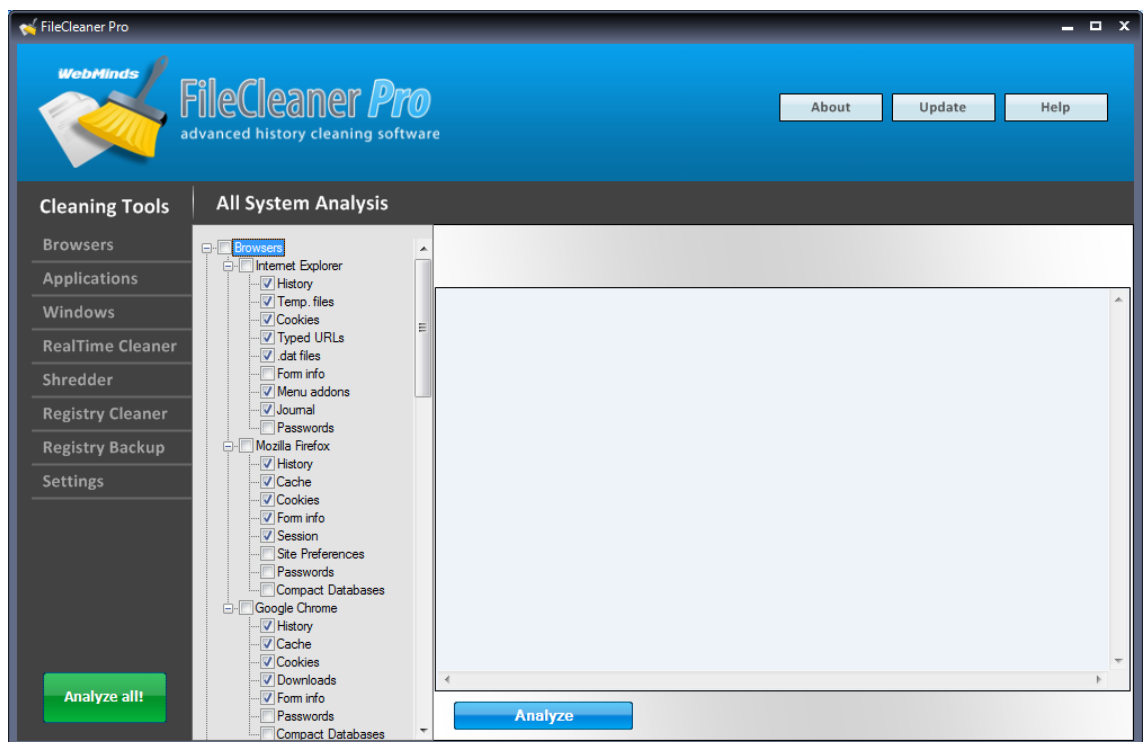 FileCleaner Pro
WebMinds
FileCleaner Pro
advanced history cleaning software
About
Update
Help
Cleaning Tools
All System Analysis
Browsers
Applications
Windows
RealTime Cleaner
Shredder
Registry Cleaner
Registry Backup
Settings
Analyze all!
Browsers
Internet Explorer
History
Temp. files
Cookies
Typed URLs
.dat files
Form info
Menu addons
Journal
Passwords
Mozilla Firefox
History
Cache
Cookies
Form info
Session
Site Preferences
Passwords
Compact Databases
Google Chrome
History
Cache
Cookies
Downloads
Form info
Passwords
Compact Databases
Analyze